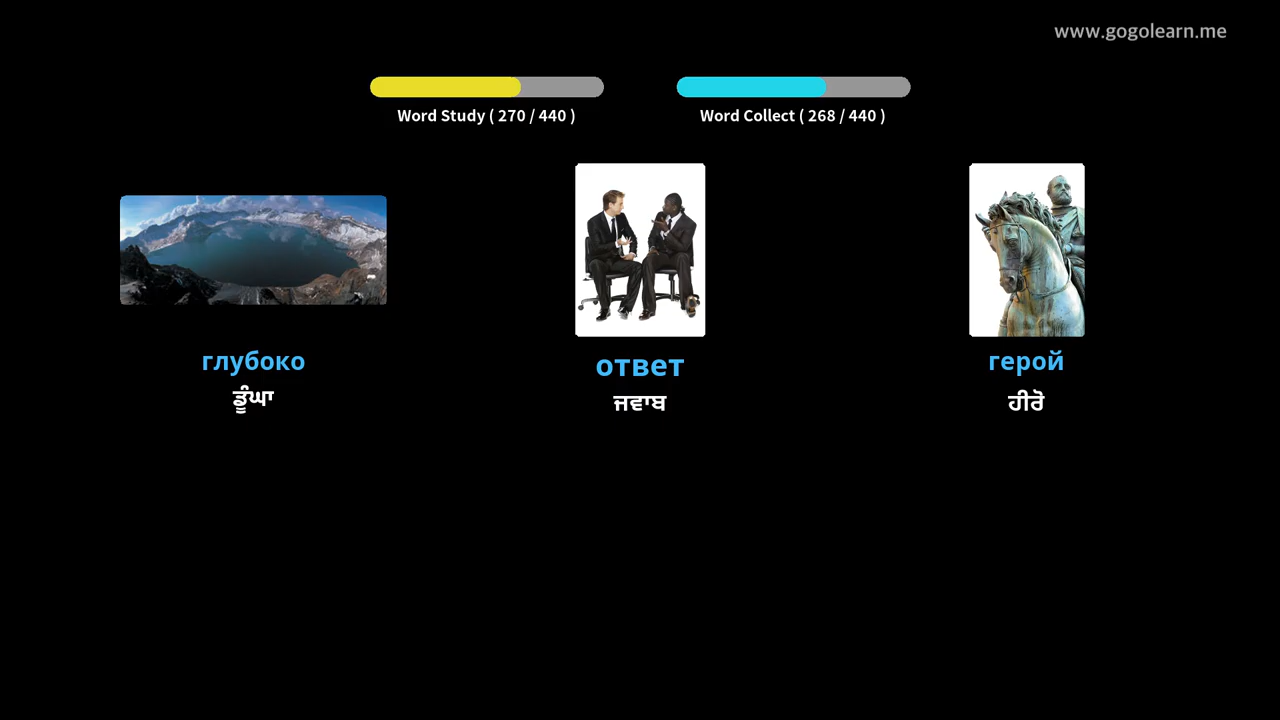 www.gogolearn.me
Word Study ( 270 / 440 )
Word Collect ( 268 / 440 )
глубоко
ответ
герой
ਡੂੰਘਾ
ਜਵਾਬ
ਹੀਰੋ